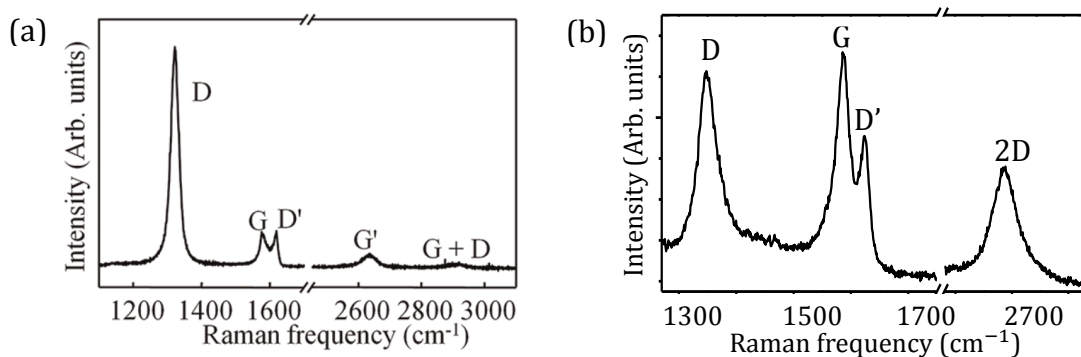 (a)
Intensity (Arb. units)
D
G D'
G'
G + D
1200 1400 1600 2600 2800 3000
Raman frequency (cm⁻¹)
(b)
Intensity (Arb. units)
D
G
D’
2D
1300 1500 1700 2700
Raman frequency (cm⁻¹)